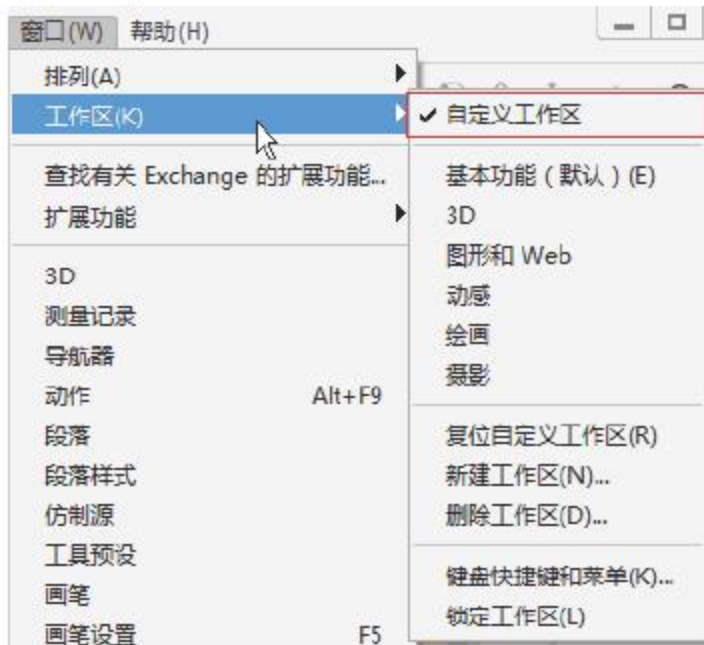 窗口(W) 帮助(H)
排列(A)
工作区(K)
查找有关 Exchange 的扩展功能...
扩展功能
3D
测量记录
导航器
动作 Alt+F9
段落
段落样式
仿制源
工具预设
画笔
画笔设置 F5
自定义工作区
基本功能（默认）(E)
3D
图形和 Web
动感
绘画
摄影
复位自定义工作区(R)
新建工作区(N)...
删除工作区(D)...
键盘快捷键和菜单(K)...
锁定工作区(L)